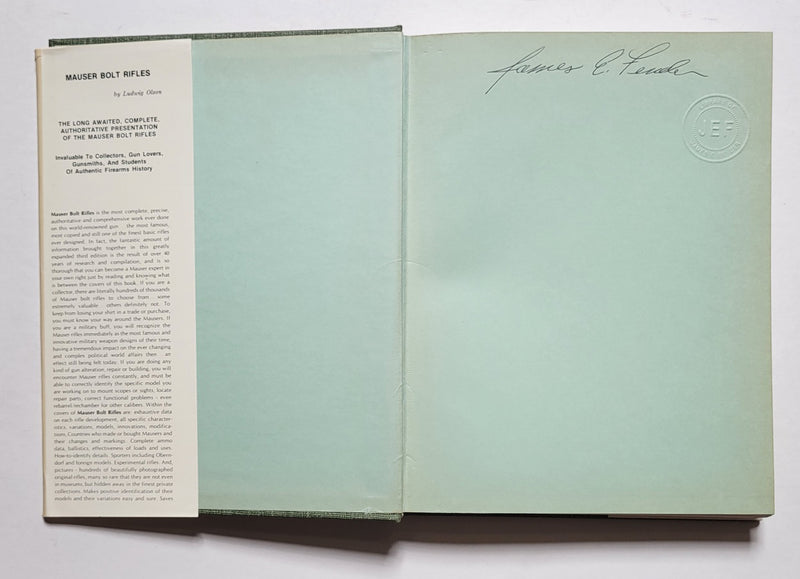 MAUSER BOLT RIFLES
by Ludwig Olson
THE LONG AWAITED, COMPLETE,
AUTHORITATIVE PRESENTATION
OF THE MAUSER BOLT RIFLES
Invaluable To Collectors, Gun Lovers,
Gunsmiths, And Students
Of Authentic Firearms History
Mauser Bolt Rifles is the most complete, precise,
authoritative and comprehensive work ever done
on this world-renowned gun the most famous,
most copied and still one of the finest basic rifles
ever designed. In fact, the fantastic amount of
information brought together in this greatly
expanded third edition is the result of over 40
years of research and compilation, and is so
thorough that you can become a Mauser expert in
your own right just by reading and knowing what
is between the covers of this book. If you are a
collector, there are literally hundreds of thousands
of Mauser bolt rifles to choose from some
extremely valuable others definitely not. To
keep from losing your shirt in a trade or purchase,
you must know your way around the Mausers. If
you are a military buff, you will recognize the
Mauser rifles immediately as the most famous and
innovative military weapon designs of their time,
having a tremendous impact on the ever changing
and complex political world affairs then an
effect still being felt today. If you are doing any
kind of gun alteration, repair or building, you will
encounter Mauser rifles constantly, and must be
able to correctly identify the specific model you
are working on to mount scopes or sights, locate
repair parts, correct functional problems - even
rebarrel/rechamber for other calibers. Within the
covers of Mauser Bolt Rifles are: exhaustive data
on each rifle development, all specific character-
istics, variations, models, innovations, modifica-
tions. Countries who made or bought Mausers and
their changes and markings. Complete ammo
data, ballistics, effectiveness of loads and uses.
How-to-identify details. Sporters including Obern-
dorf and foreign models. Experimental rifles. And,
pictures - hundreds of beautifully photographed
original rifles, many so rare that they are not even
in museums, but hidden away in the finest private
collections. Makes positive identification of their
models and their variations easy and sure. Saves
James E. Fender
JEF